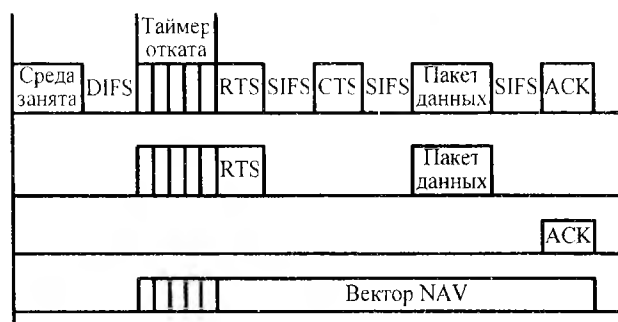 Таймер
отката
Среда
занята
DIFS
RTS
SIFS
CTS
SIFS
Пакет
данных
SIFS
ACK
RTS
Пакет
данных
ACK
Вектор NAV